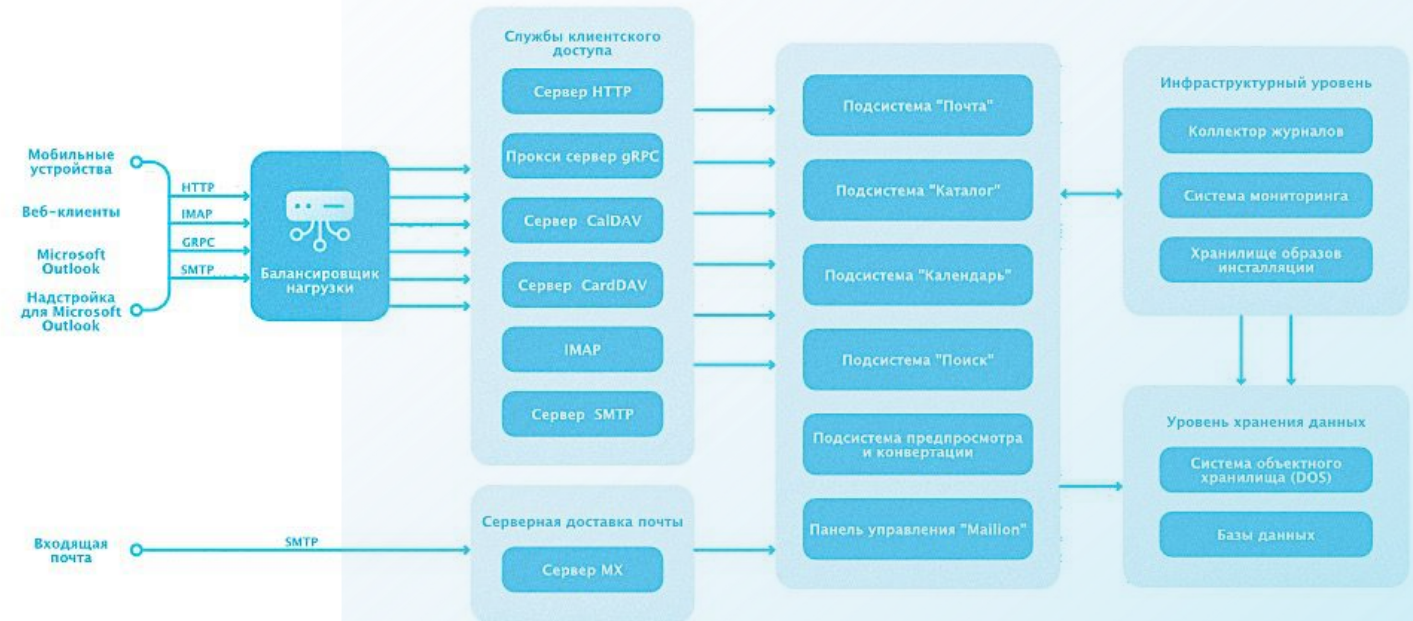 Мобильные
устройства
Веб-клиенты
Microsoft
Outlook
Надстройка
для Microsoft
Outlook
HTTP
IMAP
GRPC
SMTP
Балансировщик
нагрузки
Службы клиентского
доступа
Сервер HTTP
Прокси сервер gRPC
Сервер CalDAV
Сервер CardDAV
IMAP
Сервер SMTP
Входящая
почта
SMTP
Серверная доставка почты
Сервер MX
Подсистема "Почта"
Подсистема "Каталог"
Подсистема "Календарь"
Подсистема "Поиск"
Подсистема предпросмотра
и конвертации
Панель управления "Mailion"
Инфраструктурный уровень
Коллектор журналов
Система мониторинга
Хранилище образов
инсталляции
Уровень хранения данных
Система объектного
хранилища (DOS)
Базы данных